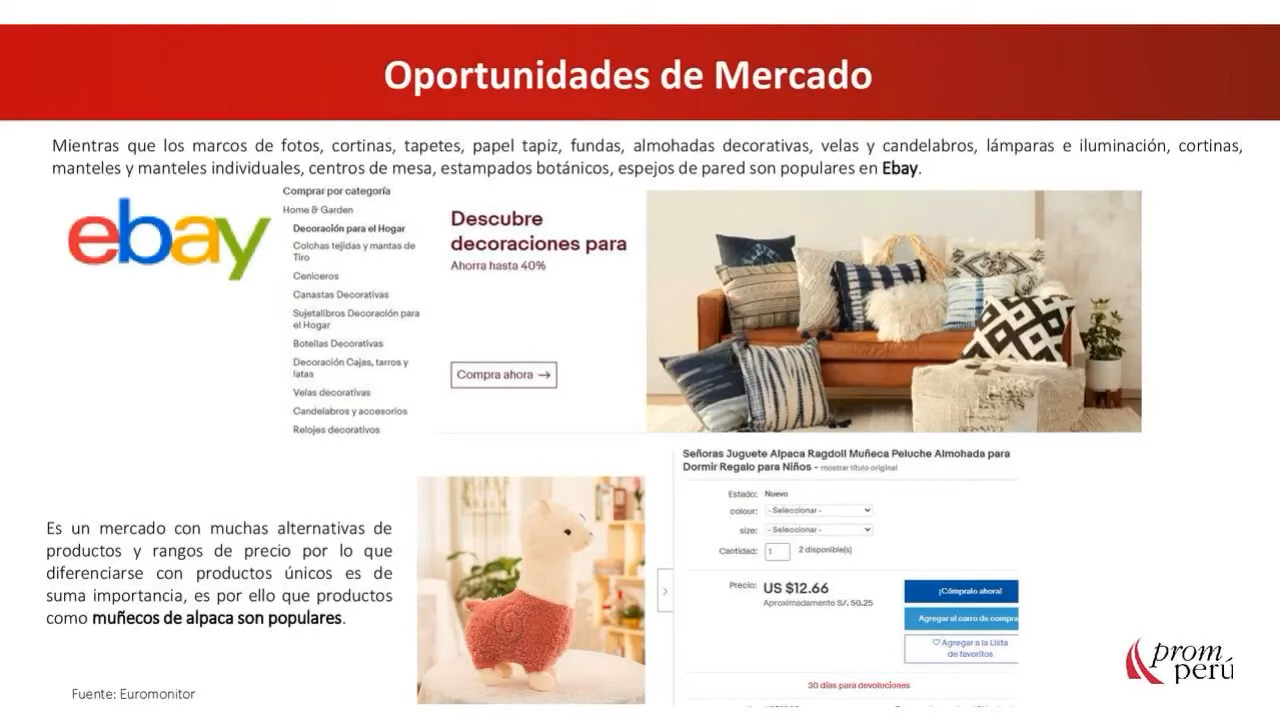 Oportunidades de Mercado
Mientras que los marcos de fotos, cortinas, tapetes, papel tapiz, fundas, almohadas decorativas, velas y candelabros, lámparas e iluminación, cortinas,
manteles y manteles individuales, centros de mesa, estampados botánicos, espejos de pared son populares en Ebay.
ebay
Comprar por categoría
Home & Garden
Decoración para el Hogar
Colchas tejidas y mantas de
Tiro
Ceniceros
Canastas Decorativas
Sujetalibros Decoración para
el Hogar
Botellas Decorativas
Decoración Cajas, tarros y
latas
Velas decorativas
Candelabros y accesorios
Relojes decorativos
Descubre
decoraciones para
Ahorra hasta 40%
Compra ahora →
Es un mercado con muchas alternativas de
productos y rangos de precio por lo que
diferenciarse con productos únicos es de
suma importancia, es por ello que productos
como muñecos de alpaca son populares.
Señoras Juguete Alpaca Ragdoll Muñeca Peluche Almohada para
Dormir Regalo para Niños - mostrar título original
Estado: Nuevo
colour: - Seleccionar -
size: - Seleccionar -
Cantidad: 1 2 disponible(s)
Precio: US $12.66
Aproximadamente S/. 50.25
¡Cómpralo ahora!
Agregar al carro de compra
Agregar a la Lista
de favoritos
30 días para devoluciones
prom
perú
Fuente: Euromonitor